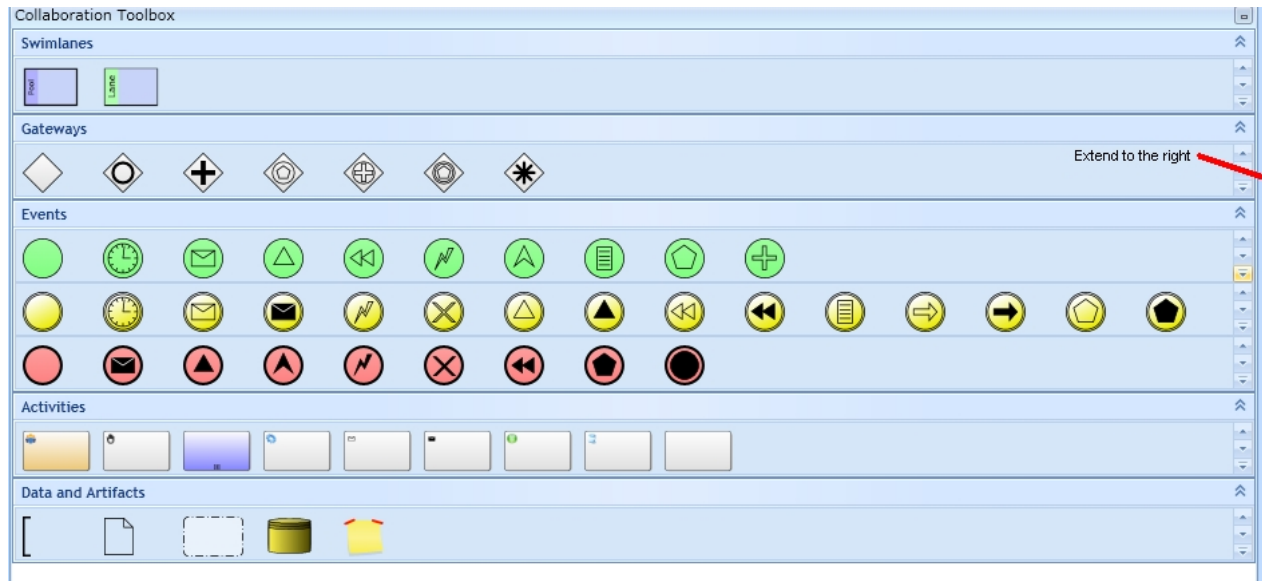 Collaboration Toolbox
Swimlanes
Pool
Lane
Gateways
Extend to the right
Events
Activities
Data and Artifacts